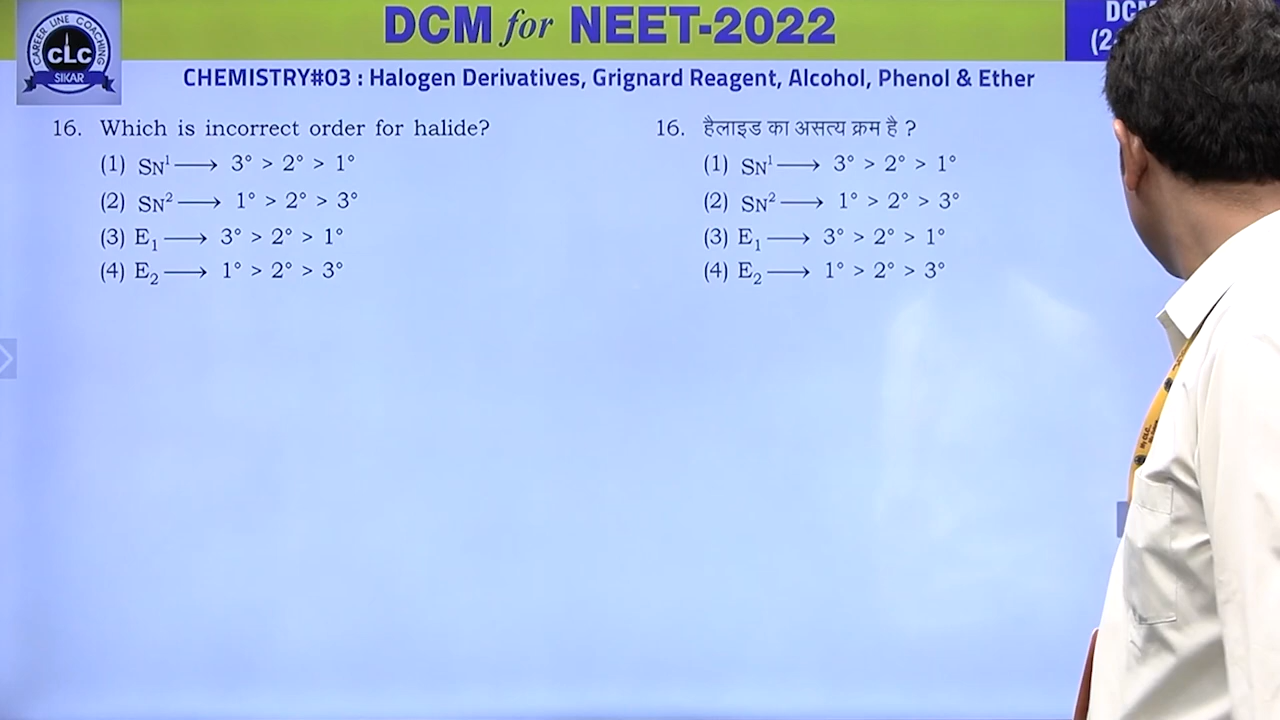 DCM for NEET-2022
CAREER LINE COACHING
CLC
SIKAR
CHEMISTRY#03 : Halogen Derivatives, Grignard Reagent, Alcohol, Phenol & Ether
16. Which is incorrect order for halide?
(1) SN¹ ⟶ 3° > 2° > 1°
(2) SN² ⟶ 1° > 2° > 3°
(3) E₁ ⟶ 3° > 2° > 1°
(4) E₂ ⟶ 1° > 2° > 3°
16. हैलाइड का असत्य क्रम है ?
(1) SN¹ ⟶ 3° > 2° > 1°
(2) SN² ⟶ 1° > 2° > 3°
(3) E₁ ⟶ 3° > 2° > 1°
(4) E₂ ⟶ 1° > 2° > 3°